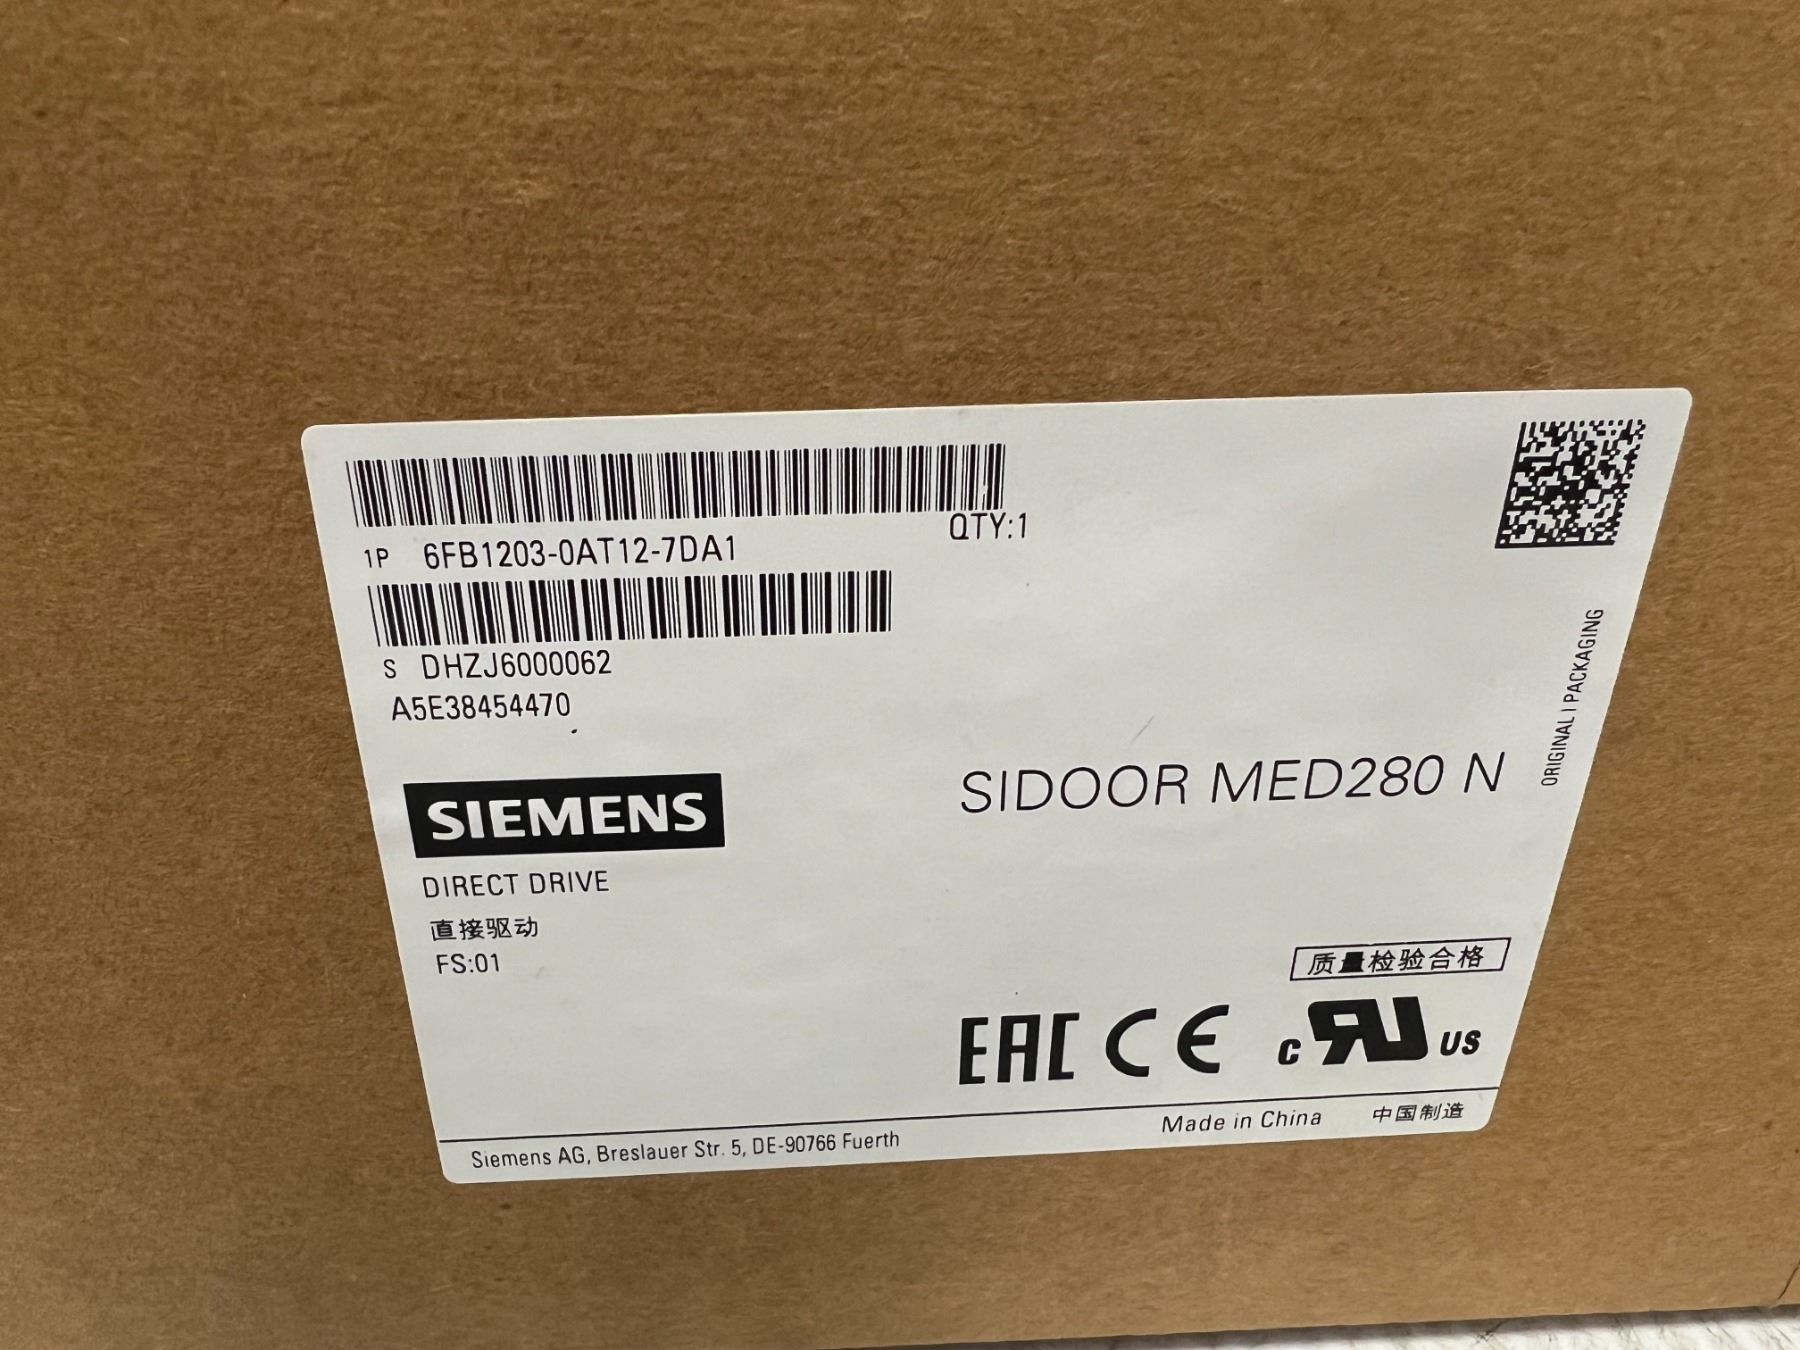 QTY:1
1P 6FB1203-0AT12-7DA1
S DHZJ6000062
A5E38454470
SIEMENS
SIDOOR MED280 N
ORIGINAL | PACKAGING
DIRECT DRIVE
直接驱动
FS:01
质量检验合格
EAC CE c RU US
Siemens AG, Breslauer Str. 5, DE-90766 Fuerth
Made in China 中国制造